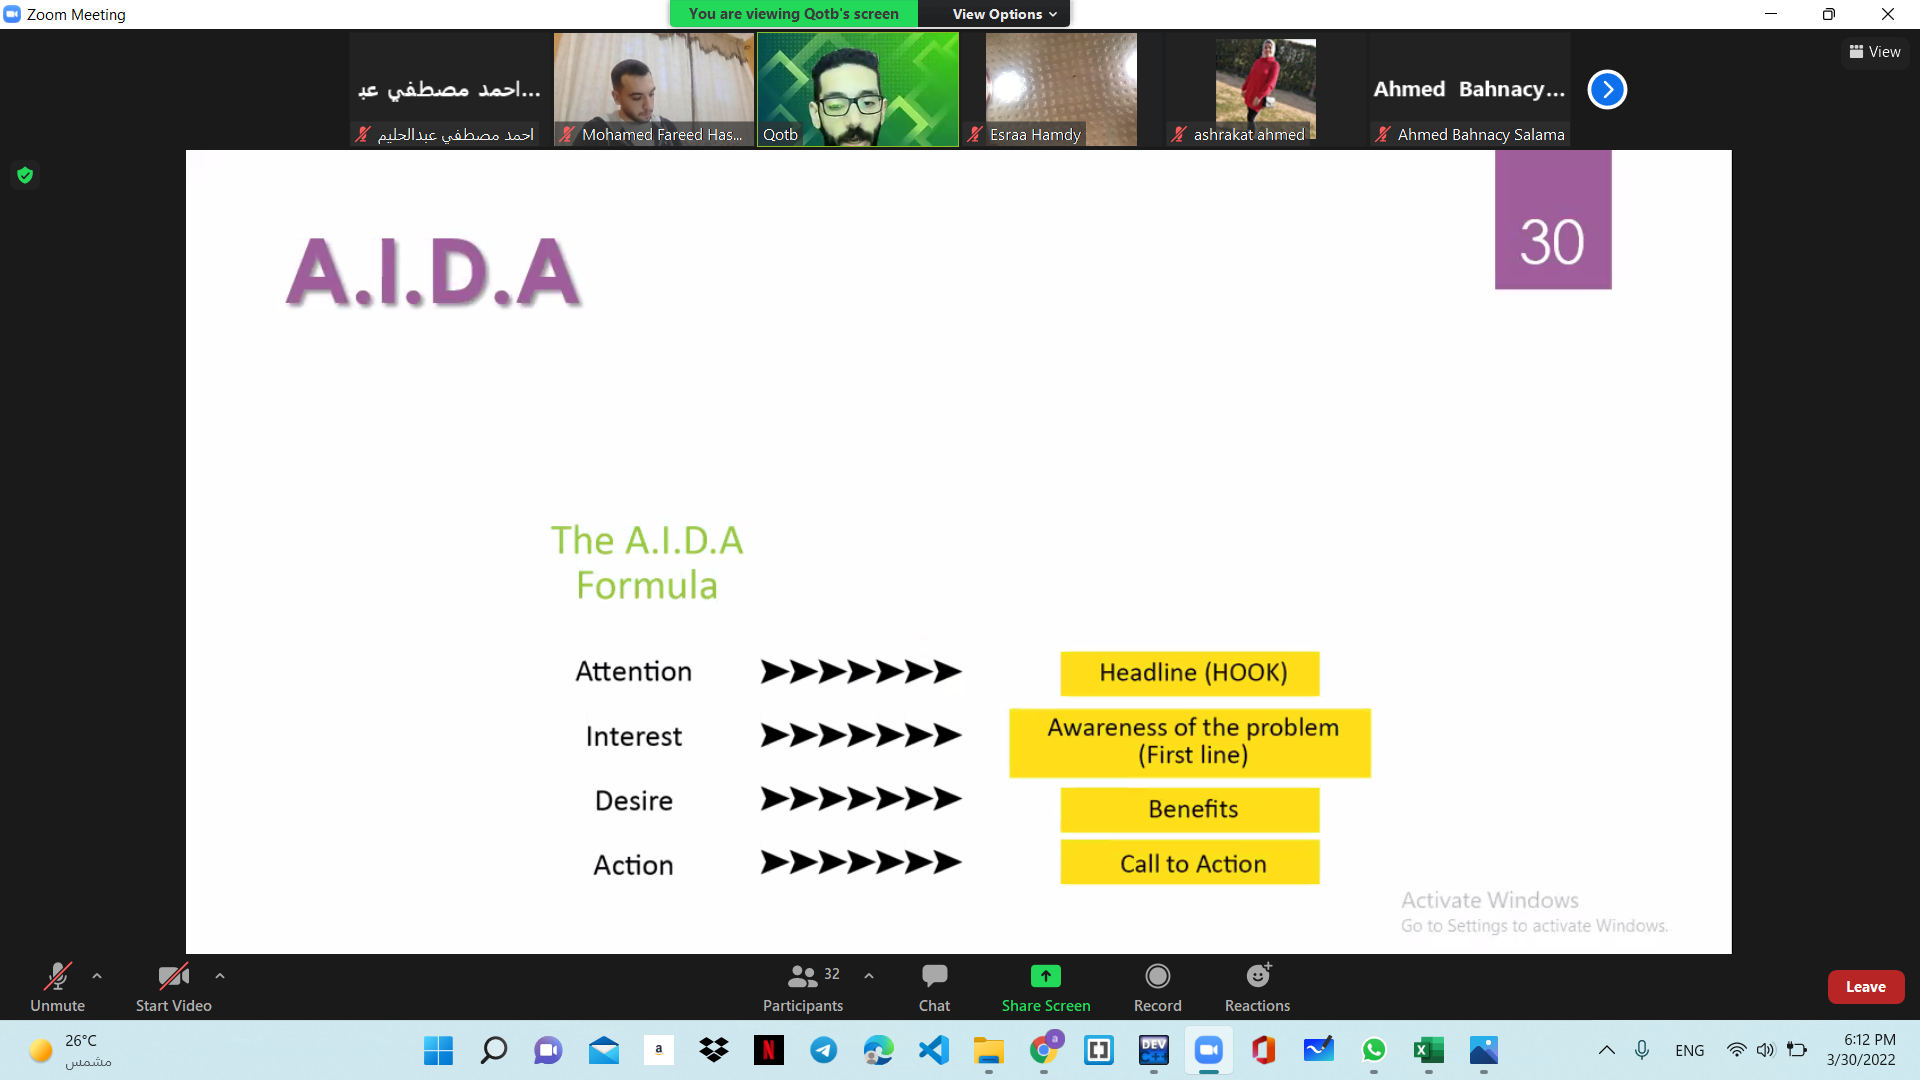 Zoom Meeting
You are viewing Qotb's screen
View Options
View
احمد مصطفي عبد...
Ahmed Bahnacy...
احمد مصطفي عبدالحليم
Mohamed Fareed Has...
Qotb
Esraa Hamdy
ashrakat ahmed
Ahmed Bahnacy Salama
30
A.I.D.A
The A.I.D.A
Formula
Attention
Headline (HOOK)
Interest
Awareness of the problem
(First line)
Desire
Benefits
Action
Call to Action
Activate Windows
Go to Settings to activate Windows.
Unmute
Start Video
32
Participants
Chat
Share Screen
Record
Reactions
Leave
26°C
مشمس
a
N
DEV
C++
a
ENG
6:12 PM
3/30/2022